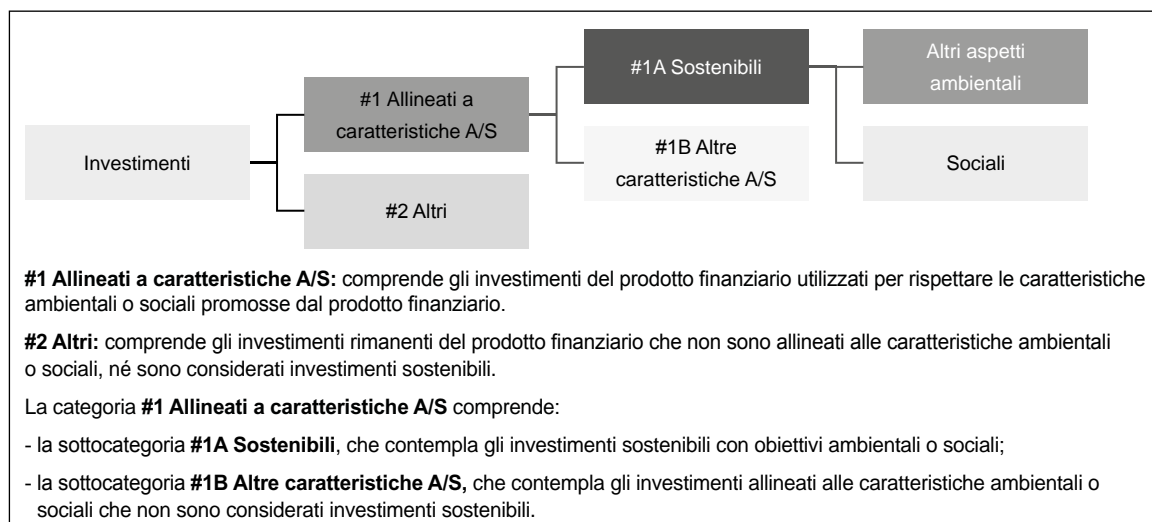 Investimenti
#1 Allineati a
caratteristiche A/S
#2 Altri
#1A Sostenibili
#1B Altre
caratteristiche A/S
Altri aspetti
ambientali
Sociali
#1 Allineati a caratteristiche A/S: comprende gli investimenti del prodotto finanziario utilizzati per rispettare le caratteristiche
ambientali o sociali promosse dal prodotto finanziario.
#2 Altri: comprende gli investimenti rimanenti del prodotto finanziario che non sono allineati alle caratteristiche ambientali
o sociali, né sono considerati investimenti sostenibili.
La categoria #1 Allineati a caratteristiche A/S comprende:
- la sottocategoria #1A Sostenibili, che contempla gli investimenti sostenibili con obiettivi ambientali o sociali;
- la sottocategoria #1B Altre caratteristiche A/S, che contempla gli investimenti allineati alle caratteristiche ambientali o
sociali che non sono considerati investimenti sostenibili.